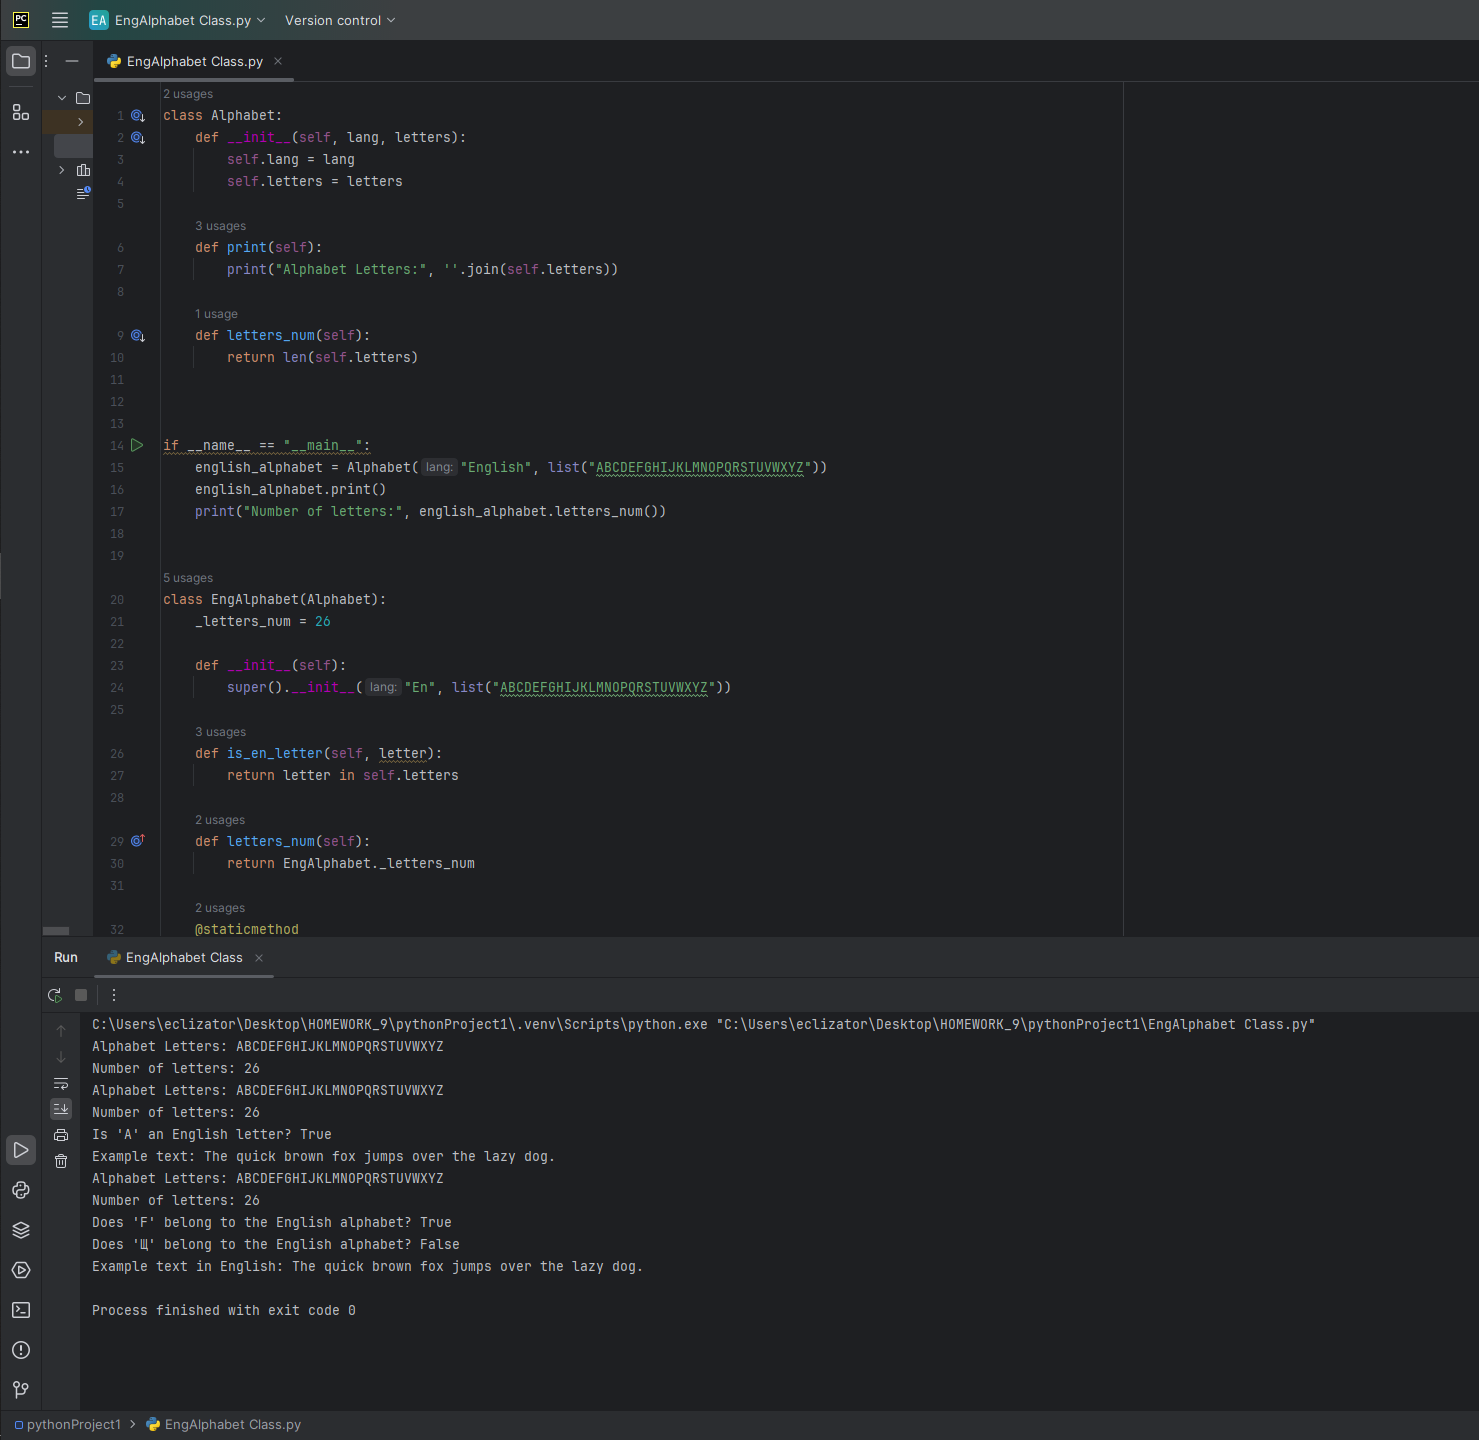 PC
EA EngAlphabet Class.py Version control
EngAlphabet Class.py
2 usages
1 class Alphabet:
2 def __init__(self, lang, letters):
3 self.lang = lang
4 self.letters = letters
5
3 usages
6 def print(self):
7 print("Alphabet Letters:", ''.join(self.letters))
8
1 usage
9 def letters_num(self):
10 return len(self.letters)
11
12
13
14 if __name__ == "__main__":
15 english_alphabet = Alphabet( lang: "English", list("ABCDEFGHIJKLMNOPQRSTUVWXYZ"))
16 english_alphabet.print()
17 print("Number of letters:", english_alphabet.letters_num())
18
19
5 usages
20 class EngAlphabet(Alphabet):
21 _letters_num = 26
22
23 def __init__(self):
24 super().__init__( lang: "En", list("ABCDEFGHIJKLMNOPQRSTUVWXYZ"))
25
3 usages
26 def is_en_letter(self, letter):
27 return letter in self.letters
28
2 usages
29 def letters_num(self):
30 return EngAlphabet._letters_num
31
2 usages
32 @staticmethod
Run EngAlphabet Class
C:\Users\eclizator\Desktop\HOMEWORK_9\pythonProject1\.venv\Scripts\python.exe "C:\Users\eclizator\Desktop\HOMEWORK_9\pythonProject1\EngAlphabet Class.py"
Alphabet Letters: ABCDEFGHIJKLMNOPQRSTUVWXYZ
Number of letters: 26
Alphabet Letters: ABCDEFGHIJKLMNOPQRSTUVWXYZ
Number of letters: 26
Is 'A' an English letter? True
Example text: The quick brown fox jumps over the lazy dog.
Alphabet Letters: ABCDEFGHIJKLMNOPQRSTUVWXYZ
Number of letters: 26
Does 'F' belong to the English alphabet? True
Does 'Щ' belong to the English alphabet? False
Example text in English: The quick brown fox jumps over the lazy dog.
Process finished with exit code 0
pythonProject1 > EngAlphabet Class.py